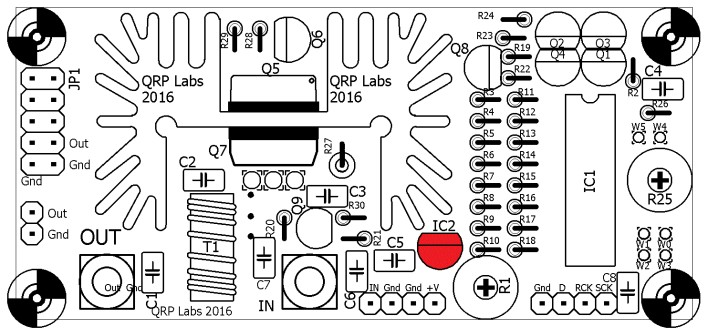 R24
R29
R28
Q6
R23
Q2
Q3
Q8
R19
Q4
Q1
JP1
QRP Labs
2016
Q5
QRP Labs
2016
R22
R2
C4
R3
R11
R26
R4
R12
W5
W4
Out
R5
R13
Q7
R27
R6
R14
IC1
Gnd
C2
R7
R15
Gnd
C3
R8
R16
R25
Out
Q9
R30
R9
R17
Gnd
OUT
T1
R20
R21
IC2
R10
R18
W1
W0
C7
C5
W2
W3
Out
Gnd
C1
IN
C6
IN
Gnd
Gnd
+V
R1
Gnd
D
RCK
SCK
C8
QRP Labs 2016